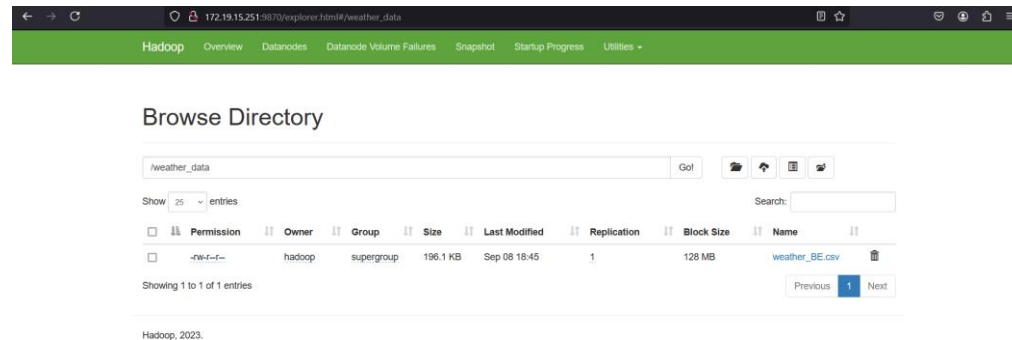 172.19.15.251:9870/explorer.html#/weather_data
Hadoop Overview Datanodes Datanode Volume Failures Snapshot Startup Progress Utilities
Browse Directory
/weather_data Go!
Show 25 entries Search:
Permission Owner Group Size Last Modified Replication Block Size Name
-rw-r--r-- hadoop supergroup 196.1 KB Sep 08 18:45 1 128 MB weather_BE.csv
Showing 1 to 1 of 1 entries Previous 1 Next
Hadoop, 2023.